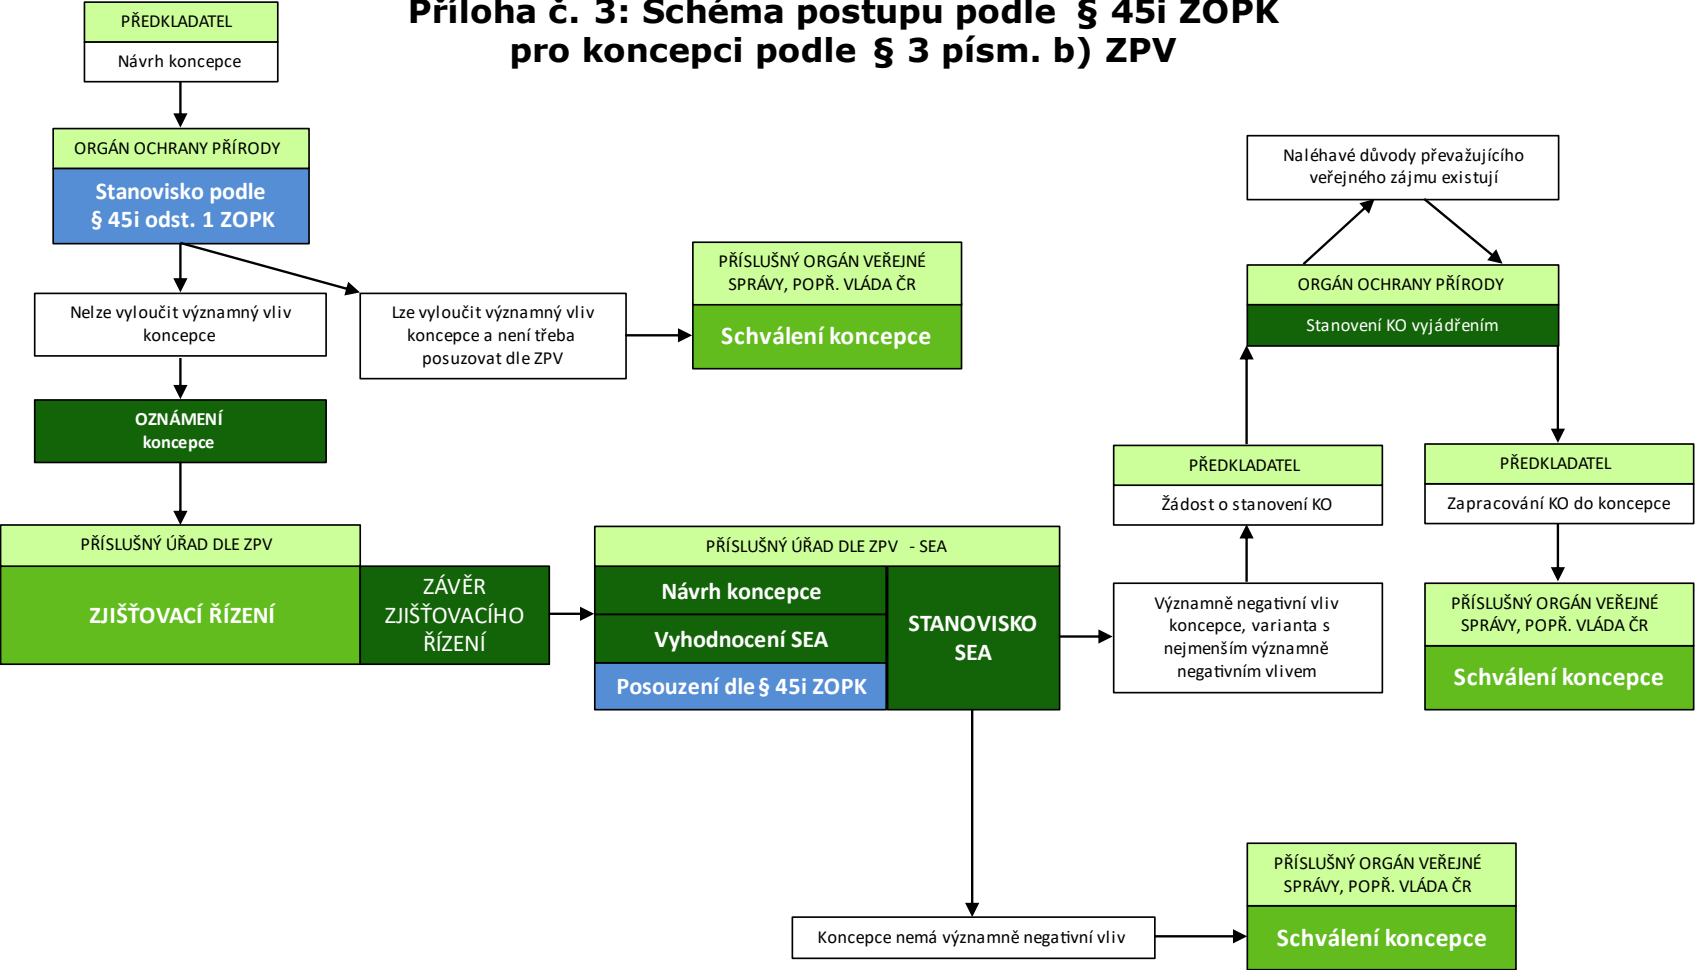 Příloha č. 3: Schéma postupu podle § 45i ZOPK
pro koncepci podle § 3 písm. b) ZPV
PŘEDKLADATEL
Návrh koncepce
ORGÁN OCHRANY PŘÍRODY
Stanovisko podle
§ 45i odst. 1 ZOPK
Nelze vyloučit významný vliv
koncepce
Lze vyloučit významný vliv
koncepce a není třeba
posuzovat dle ZPV
PŘÍSLUŠNÝ ORGÁN VEŘEJNÉ
SPRÁVY, POPŘ. VLÁDA ČR
Schválení koncepce
OZNÁMENÍ
koncepce
PŘÍSLUŠNÝ ÚŘAD DLE ZPV
ZJIŠŤOVACÍ ŘÍZENÍ
ZÁVĚR
ZJIŠŤOVACÍHO
ŘÍZENÍ
PŘÍSLUŠNÝ ÚŘAD DLE ZPV - SEA
Návrh koncepce
Vyhodnocení SEA
Posouzení dle § 45i ZOPK
STANOVISKO
SEA
Významně negativní vliv
koncepce, varianta s
nejmenším významně
negativním vlivem
PŘEDKLADATEL
Žádost o stanovení KO
ORGÁN OCHRANY PŘÍRODY
Stanovení KO vyjádřením
Naléhavé důvody převažujícího
veřejného zájmu existují
PŘEDKLADATEL
Zapracování KO do koncepce
PŘÍSLUŠNÝ ORGÁN VEŘEJNÉ
SPRÁVY, POPŘ. VLÁDA ČR
Schválení koncepce
Koncepce nemá významně negativní vliv
PŘÍSLUŠNÝ ORGÁN VEŘEJNÉ
SPRÁVY, POPŘ. VLÁDA ČR
Schválení koncepce